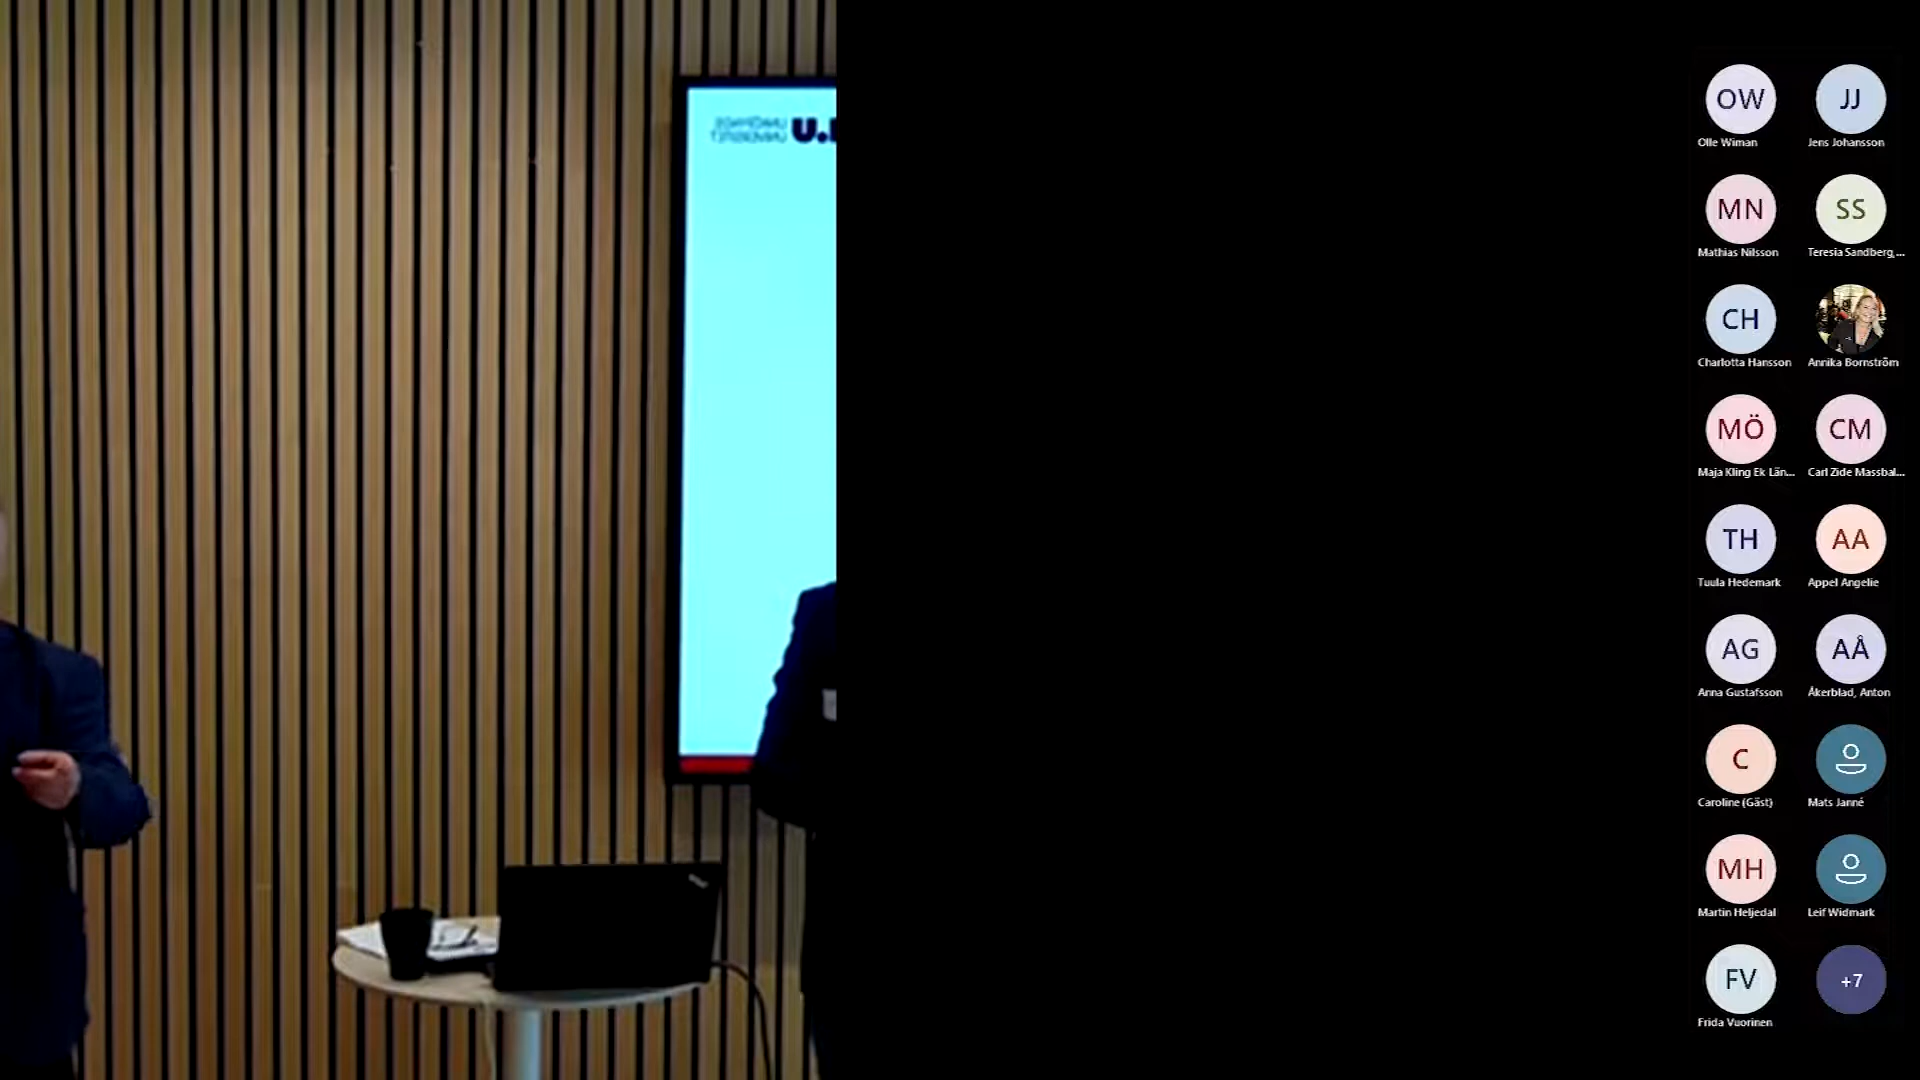 OW
JJ
Olle Wiman
Jens Johansson
MN
SS
Mathias Nilsson
Teresia Sandberg,...
CH
Charlotta Hansson
Annika Bornström
MÖ
CM
Maja Kling Ek Län...
Carl Zide Massbal...
TH
AA
Tuula Hedemark
Appel Angelie
AG
AÅ
Anna Gustafsson
Åkerblad, Anton
C
Caroline (Gäst)
Mats Janné
MH
Martin Heljedal
Leif Widmark
FV
+7
Frida Vuorinen